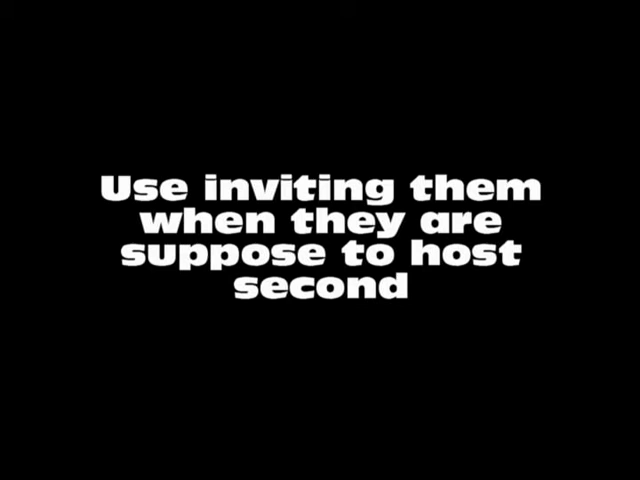 Use inviting them
when they are
suppose to host
second